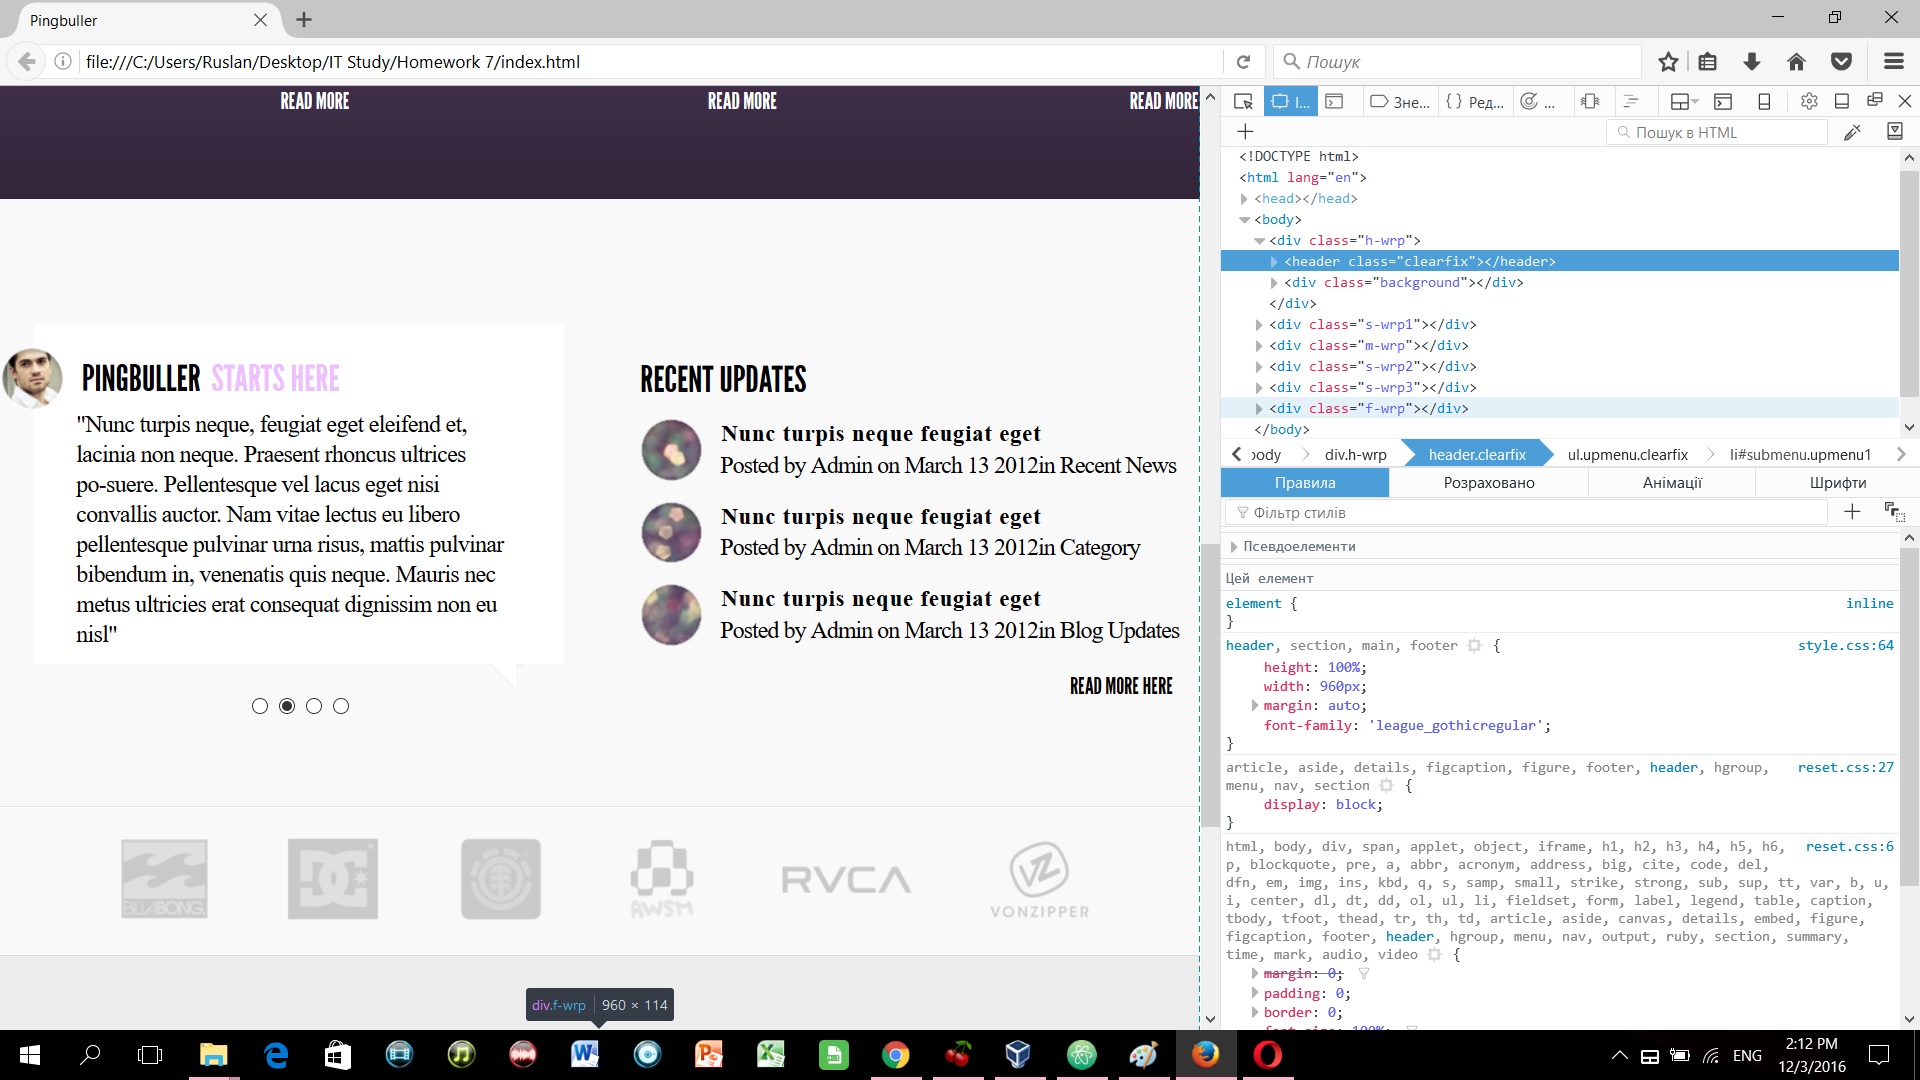 Pingbuller
file:///C:/Users/Ruslan/Desktop/IT Study/Homework 7/index.html
Пошук
READ MORE
READ MORE
READ MORE
PINGBULLER STARTS HERE
"Nunc turpis neque, feugiat eget eleifend et,
lacinia non neque. Praesent rhoncus ultrices
po-suere. Pellentesque vel lacus eget nisi
convallis auctor. Nam vitae lectus eu libero
pellentesque pulvinar urna risus, mattis pulvinar
bibendum in, venenatis quis neque. Mauris nec
metus ultricies erat consequat dignissim non eu
nisl"
RECENT UPDATES
Nunc turpis neque feugiat eget
Posted by Admin on March 13 2012in Recent News
Nunc turpis neque feugiat eget
Posted by Admin on March 13 2012in Category
Nunc turpis neque feugiat eget
Posted by Admin on March 13 2012in Blog Updates
READ MORE HERE
BILLABONG
DC
AWSM
RVCA
VZ
VONZIPPER
div.f-wrp 960 × 114
І...
Зне...
Ред...
...
Пошук в HTML
<!DOCTYPE html>
<html lang="en">
<head></head>
<body>
<div class="h-wrp">
<header class="clearfix"></header>
<div class="background"></div>
</div>
<div class="s-wrp1"></div>
<div class="m-wrp"></div>
<div class="s-wrp2"></div>
<div class="s-wrp3"></div>
<div class="f-wrp"></div>
</body>
body div.h-wrp header.clearfix ul.upmenu.clearfix li#submenu.upmenu1
Правила Розраховано Анімації Шрифти
Фільтр стилів
Псевдоелементи
Цей елемент
element { inline
}
header, section, main, footer { style.css:64
height: 100%;
width: 960px;
margin: auto;
font-family: 'league_gothicregular';
}
article, aside, details, figcaption, figure, footer, header, hgroup, reset.css:27
menu, nav, section {
display: block;
}
html, body, div, span, applet, object, iframe, h1, h2, h3, h4, h5, h6, reset.css:6
p, blockquote, pre, a, abbr, acronym, address, big, cite, code, del,
dfn, em, img, ins, kbd, q, s, samp, small, strike, strong, sub, sup, tt, var, b, u,
i, center, dl, dt, dd, ol, ul, li, fieldset, form, label, legend, table, caption,
tbody, tfoot, thead, tr, th, td, article, aside, canvas, details, embed, figure,
figcaption, footer, header, hgroup, menu, nav, output, ruby, section, summary,
time, mark, audio, video {
margin: 0;
padding: 0;
border: 0;
font-size: 100%;
ENG
2:12 PM
12/3/2016